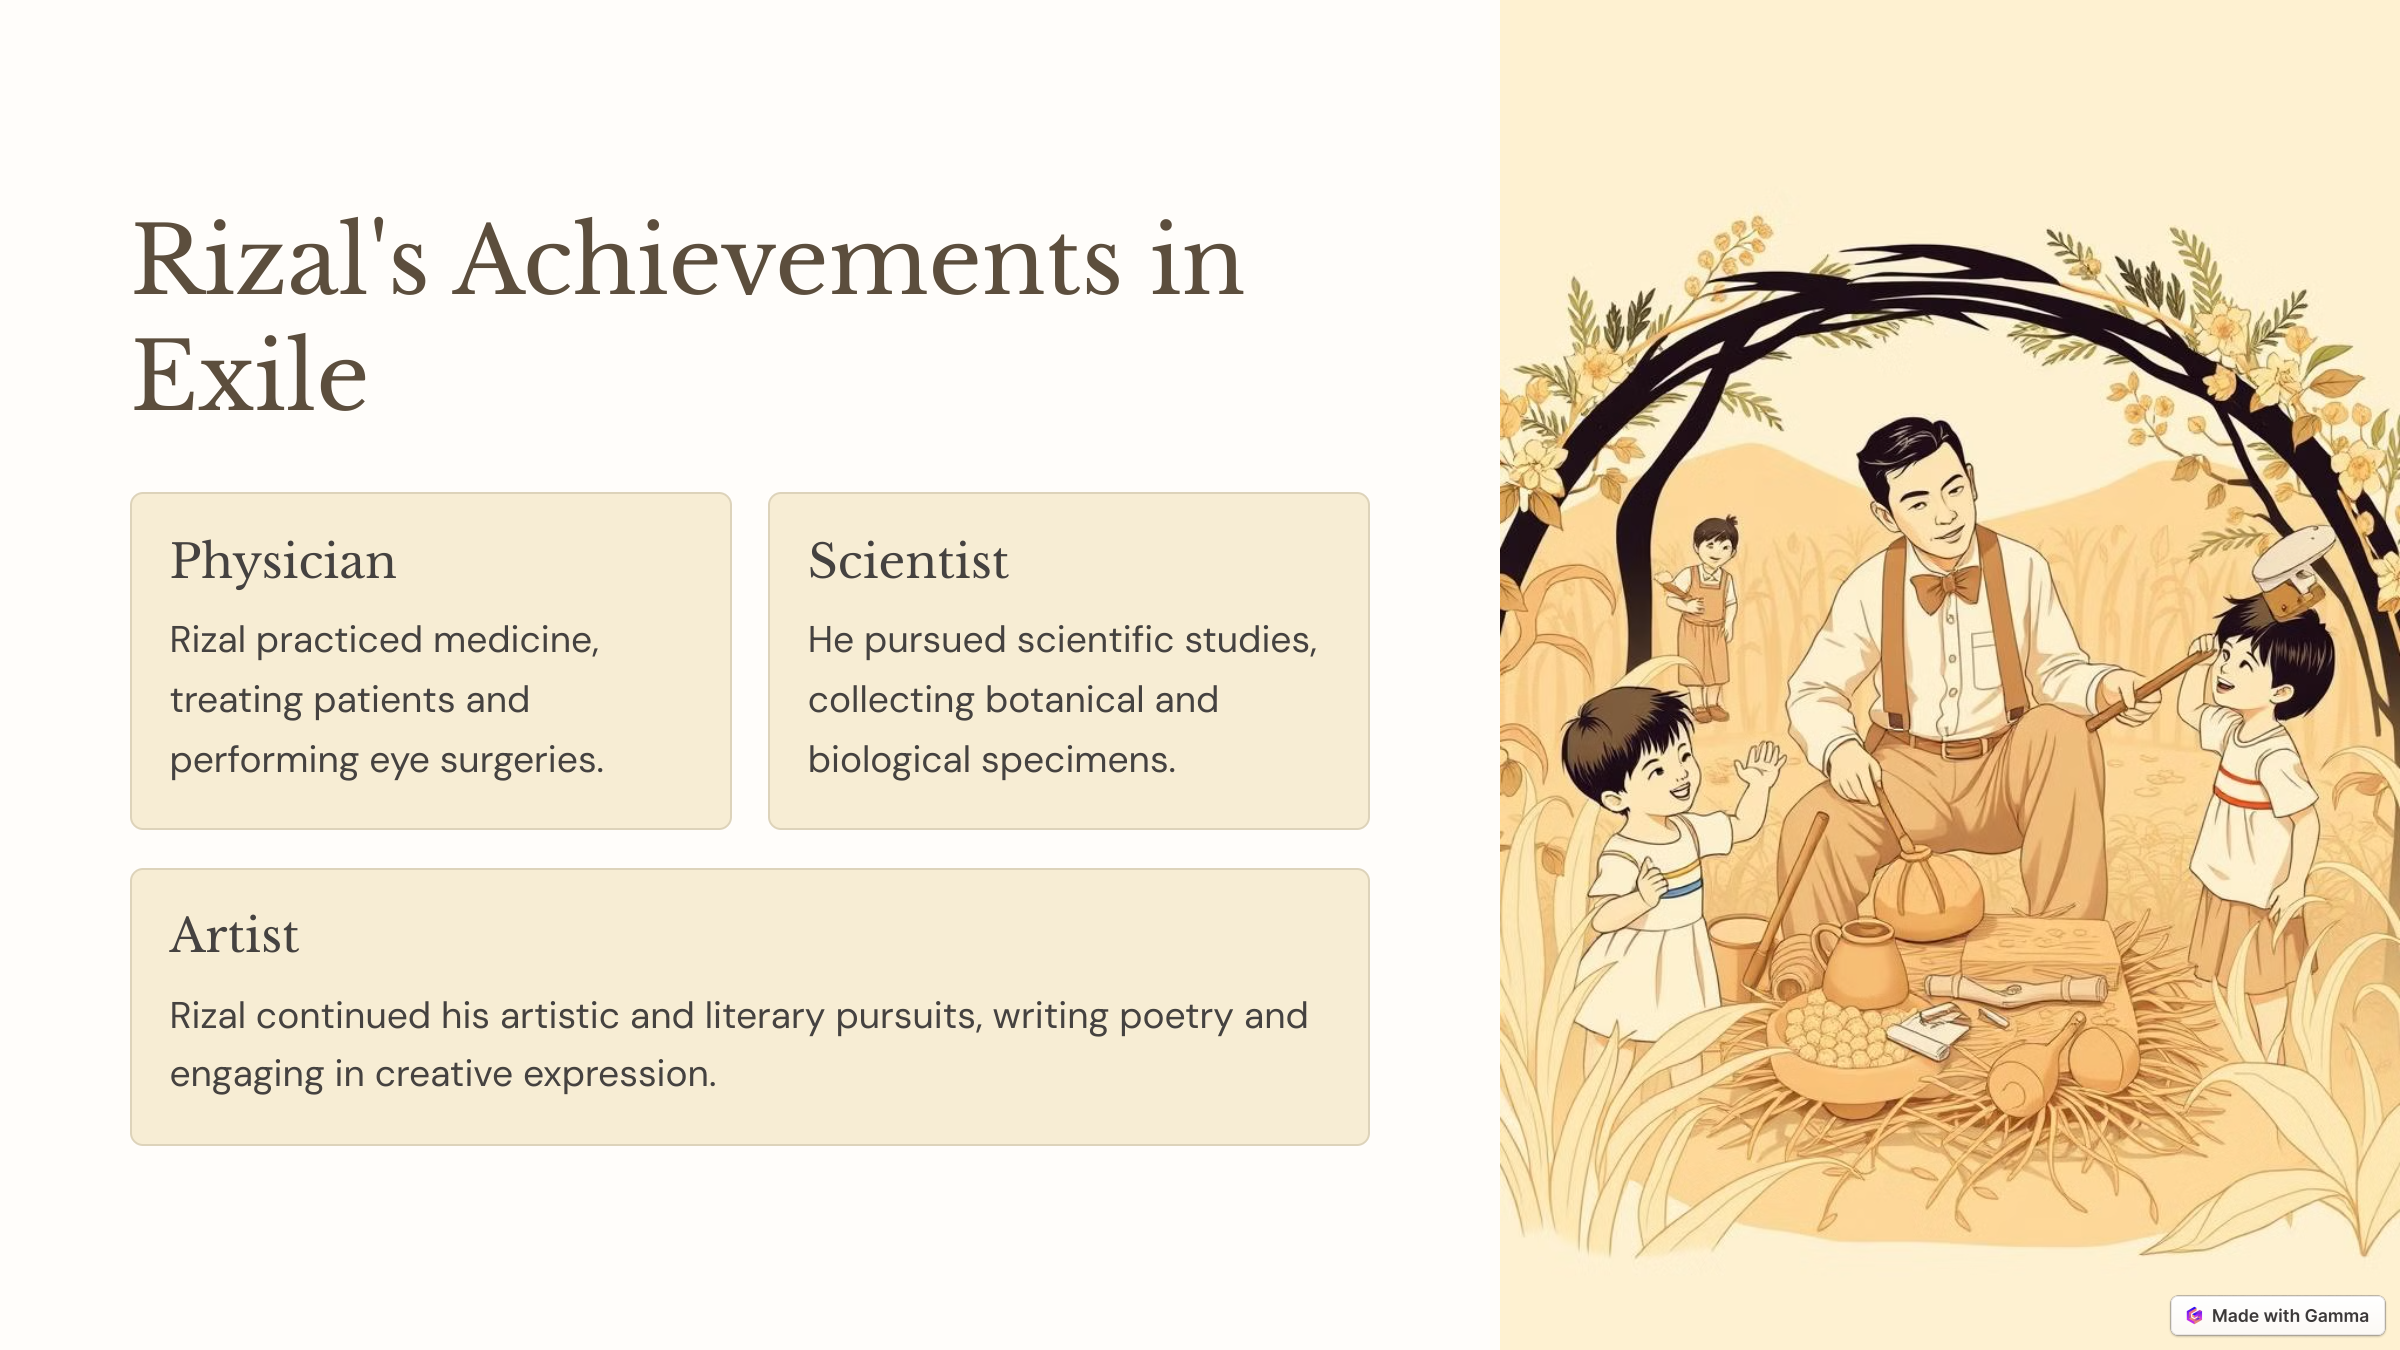 Rizal's Achievements in
Exile
Physician
Rizal practiced medicine,
treating patients and
performing eye surgeries.
Scientist
He pursued scientific studies,
collecting botanical and
biological specimens.
Artist
Rizal continued his artistic and literary pursuits, writing poetry and
engaging in creative expression.
Made with Gamma